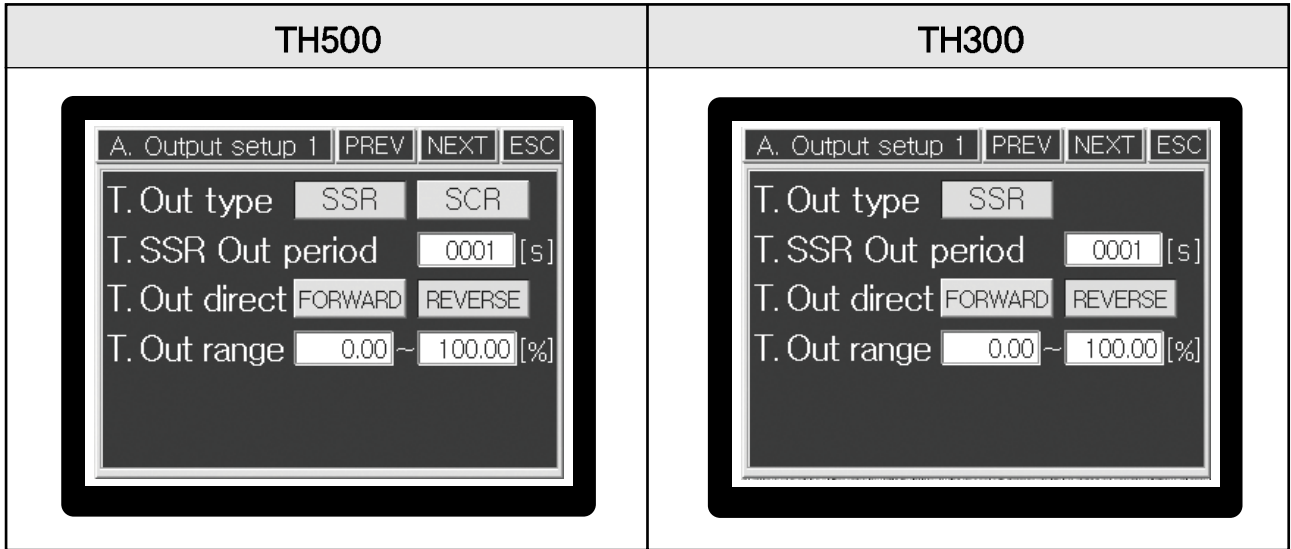 TH500 TH300
A. Output setup 1 PREV NEXT ESC
T. Out type SSR SCR
T. SSR Out period 0001 [s]
T. Out direct FORWARD REVERSE
T. Out range 0.00 ~ 100.00 [%]
A. Output setup 1 PREV NEXT ESC
T. Out type SSR
T. SSR Out period 0001 [s]
T. Out direct FORWARD REVERSE
T. Out range 0.00 ~ 100.00 [%]